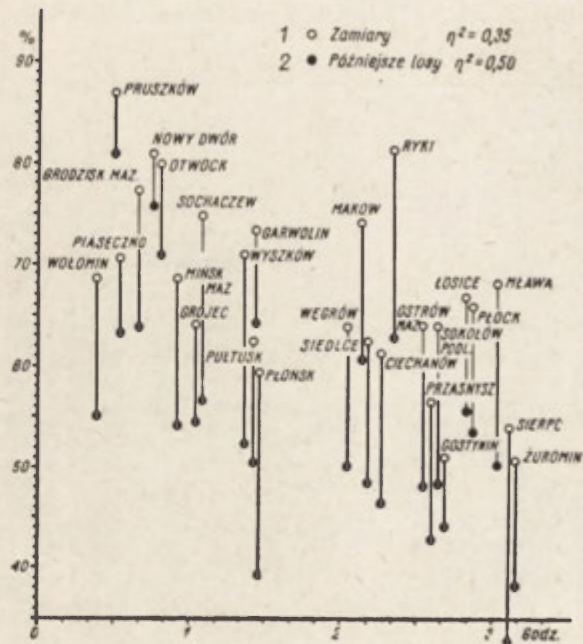 %
1 ○ Zamiary η² = 0,35
2 ● Późniejsze losy η² = 0,50
90
PRUSZKÓW
NOWY DWÓR
80
OTWOCK
RYKI
GRODZISK MAZ.
SOCHACZEW
MAKÓW
GARWOLIN
PIASECZNO
WYSZKÓW
70
WOŁOMIN
MIŃSK MAZ
ŁOSICE
MŁAWA
PŁOCK
GRÓJEC
WĘGRÓW
OSTRÓW MAZ
SOKOŁÓW PODL.
PUŁTUSK
SIEDLCE
CIECHANÓW
60
PŁOŃSK
PRZASNYSZ
SIERPC
GOSTYNIN
ŻUROMIN
50
40
0 1 2 3 Godz.